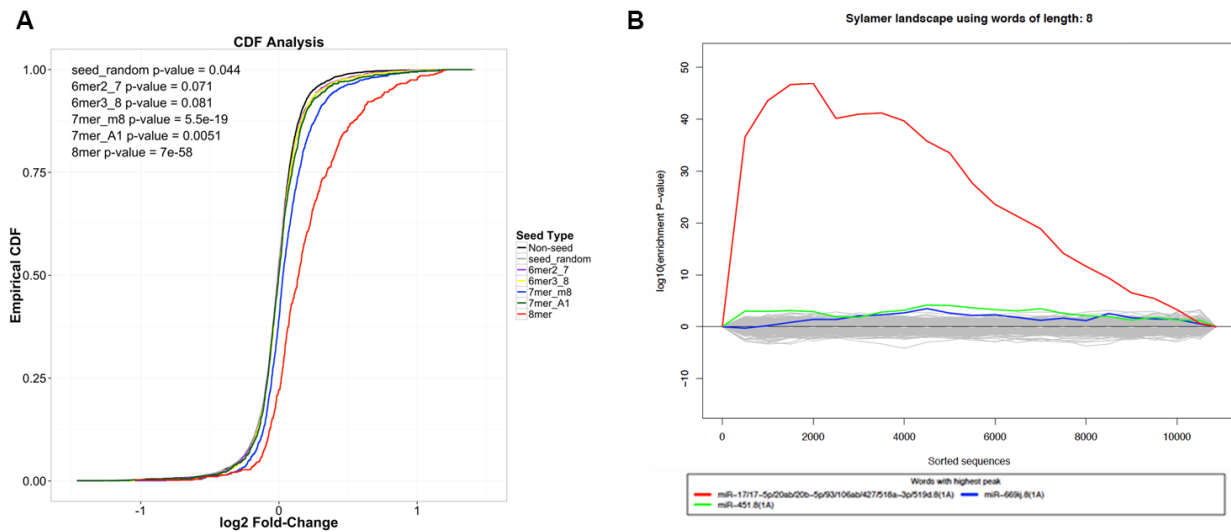 A
CDF Analysis
seed_random p-value = 0.044
6mer2_7 p-value = 0.071
6mer3_8 p-value = 0.081
7mer_m8 p-value = 5.5e-19
7mer_A1 p-value = 0.0051
8mer p-value = 7e-58
1.00
0.75
0.50
0.25
0.00
Empirical CDF
-1
0
1
log2 Fold-Change
Seed Type
Non-seed
seed_random
6mer2_7
6mer3_8
7mer_m8
7mer_A1
8mer
B
Sylamer landscape using words of length: 8
50
40
30
20
10
0
−10
log10(enrichment P-value)
0
2000
4000
6000
8000
10000
Sorted sequences
Words with highest peak
miR−17/17−5p/20ab/20b−5p/93/106ab/427/518a−3p/519d.8(1A)
miR−669ij.8(1A)
miR−451.8(1A)